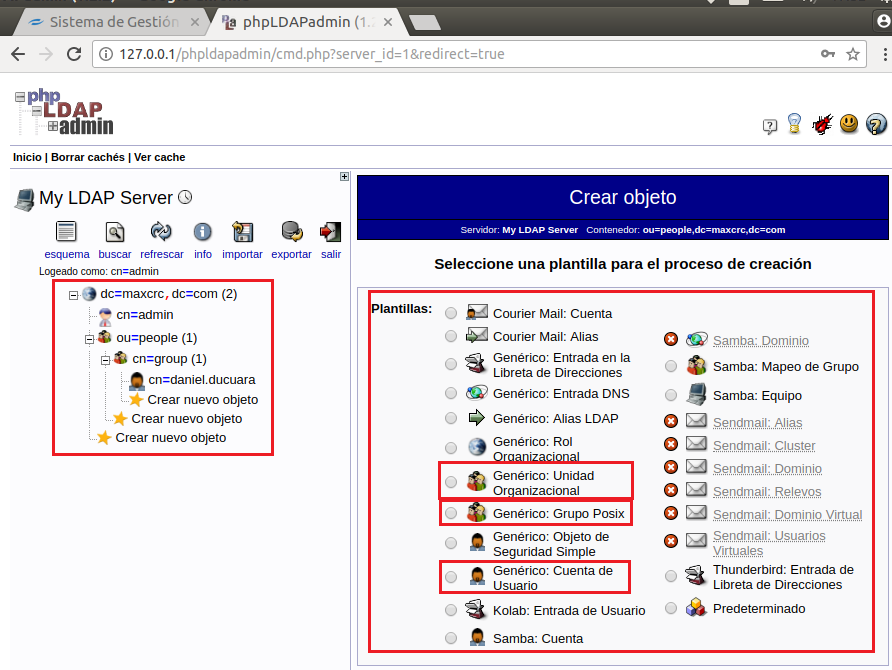 Sistema de Gestión
phpLDAPadmin (1.2
127.0.0.1/phpldapadmin/cmd.php?server_id=1&redirect=true
php
LDAP
admin
Inicio | Borrar cachés | Ver cache
My LDAP Server
esquema buscar refrescar info importar exportar salir
Logeado como: cn=admin
dc=maxcrc,dc=com (2)
cn=admin
ou=people (1)
cn=group (1)
cn=daniel.ducuara
Crear nuevo objeto
Crear nuevo objeto
Crear nuevo objeto
Crear objeto
Servidor: My LDAP Server Contenedor: ou=people,dc=maxcrc,dc=com
Seleccione una plantilla para el proceso de creación
Plantillas:
Courier Mail: Cuenta
Courier Mail: Alias
Genérico: Entrada en la
Libreta de Direcciones
Genérico: Entrada DNS
Genérico: Alias LDAP
Genérico: Rol
Organizacional
Genérico: Unidad
Organizacional
Genérico: Grupo Posix
Genérico: Objeto de
Seguridad Simple
Genérico: Cuenta de
Usuario
Kolab: Entrada de Usuario
Samba: Cuenta
Samba: Dominio
Samba: Mapeo de Grupo
Samba: Equipo
Sendmail: Alias
Sendmail: Cluster
Sendmail: Dominio
Sendmail: Relevos
Sendmail: Dominio Virtual
Sendmail: Usuarios
Virtuales
Thunderbird: Entrada de
Libreta de Direcciones
Predeterminado